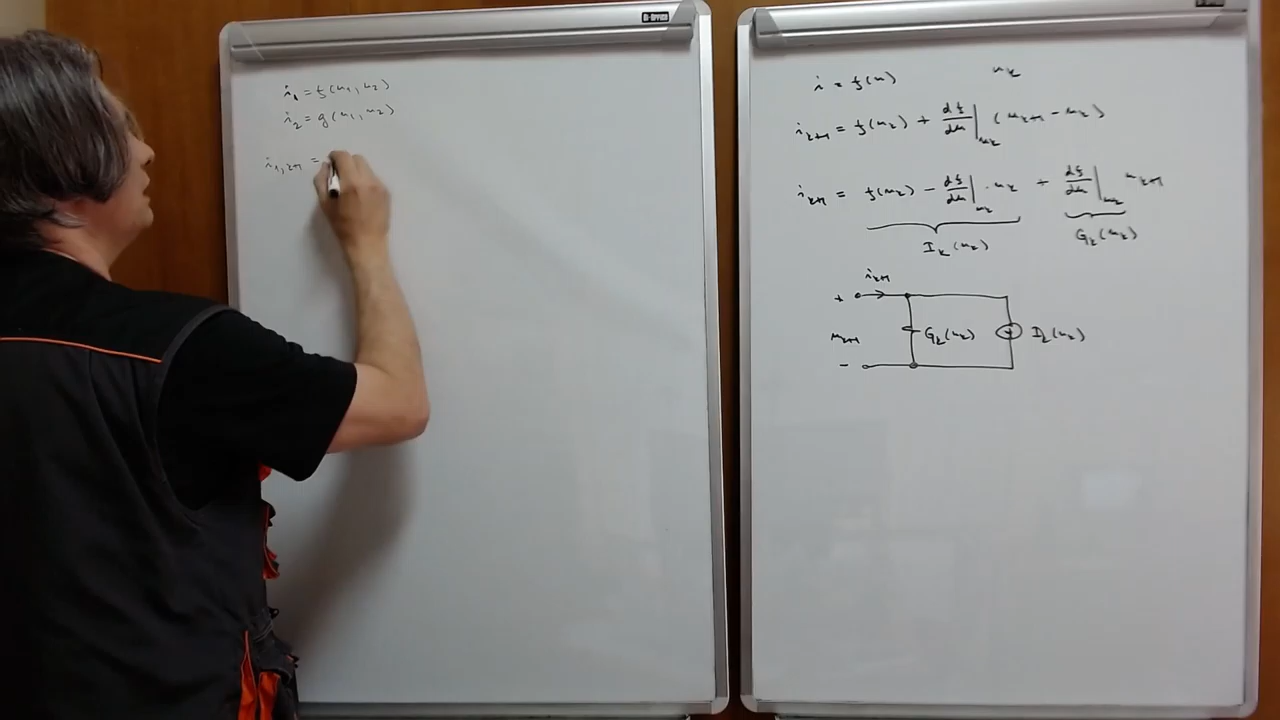 i₁ = f(u₁, u₂)
i₂ = g(u₁, u₂)
i₁,ₖ₊₁ =
i = f(u) uₖ
iₖ₊₁ = f(uₖ) + df/du|uₖ (uₖ₊₁ - uₖ)
iₖ₊₁ = f(uₖ) - df/du|uₖ · uₖ + df/du|uₖ uₖ₊₁
Iₖ(uₖ) Gₖ(uₖ)
iₖ₊₁
+
uₖ₊₁ Gₖ(uₖ) Iₖ(uₖ)
-